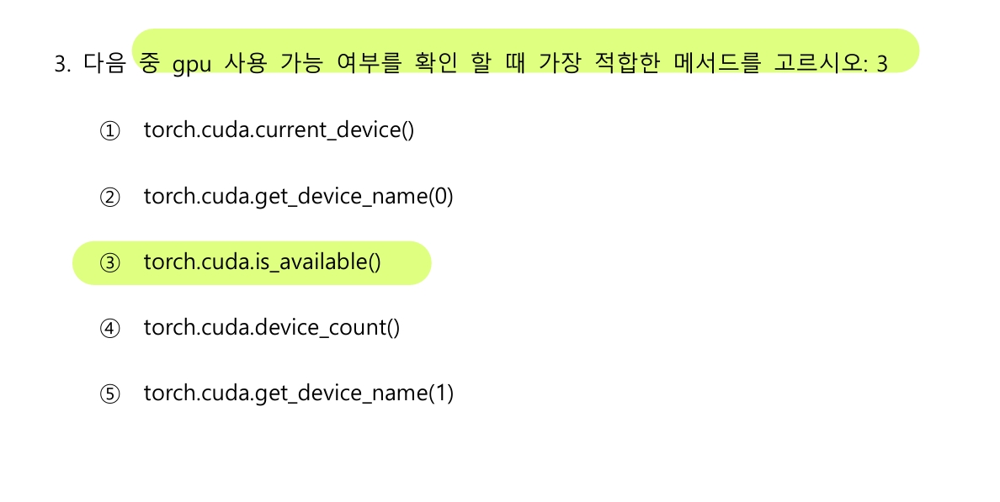 3. 다음 중 gpu 사용 가능 여부를 확인 할 때 가장 적합한 메서드를 고르시오: 3
① torch.cuda.current_device()
② torch.cuda.get_device_name(0)
③ torch.cuda.is_available()
④ torch.cuda.device_count()
⑤ torch.cuda.get_device_name(1)